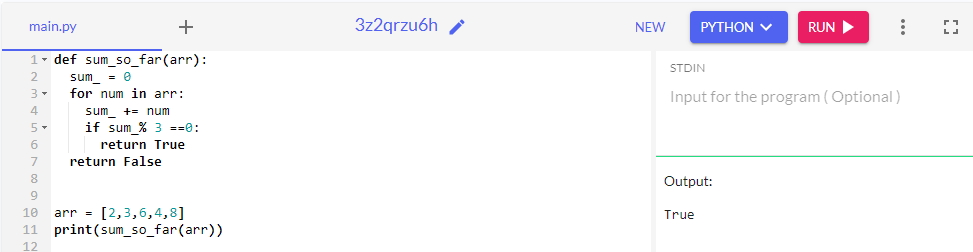 main.py + 3z2qrzu6h NEW PYTHON RUN
1 def sum_so_far(arr):
2   sum_ = 0
3   for num in arr:
4     sum_ += num
5     if sum_% 3 ==0:
6       return True
7   return False
8
9
10 arr = [2,3,6,4,8]
11 print(sum_so_far(arr))
12
STDIN
Input for the program ( Optional )
Output:
True